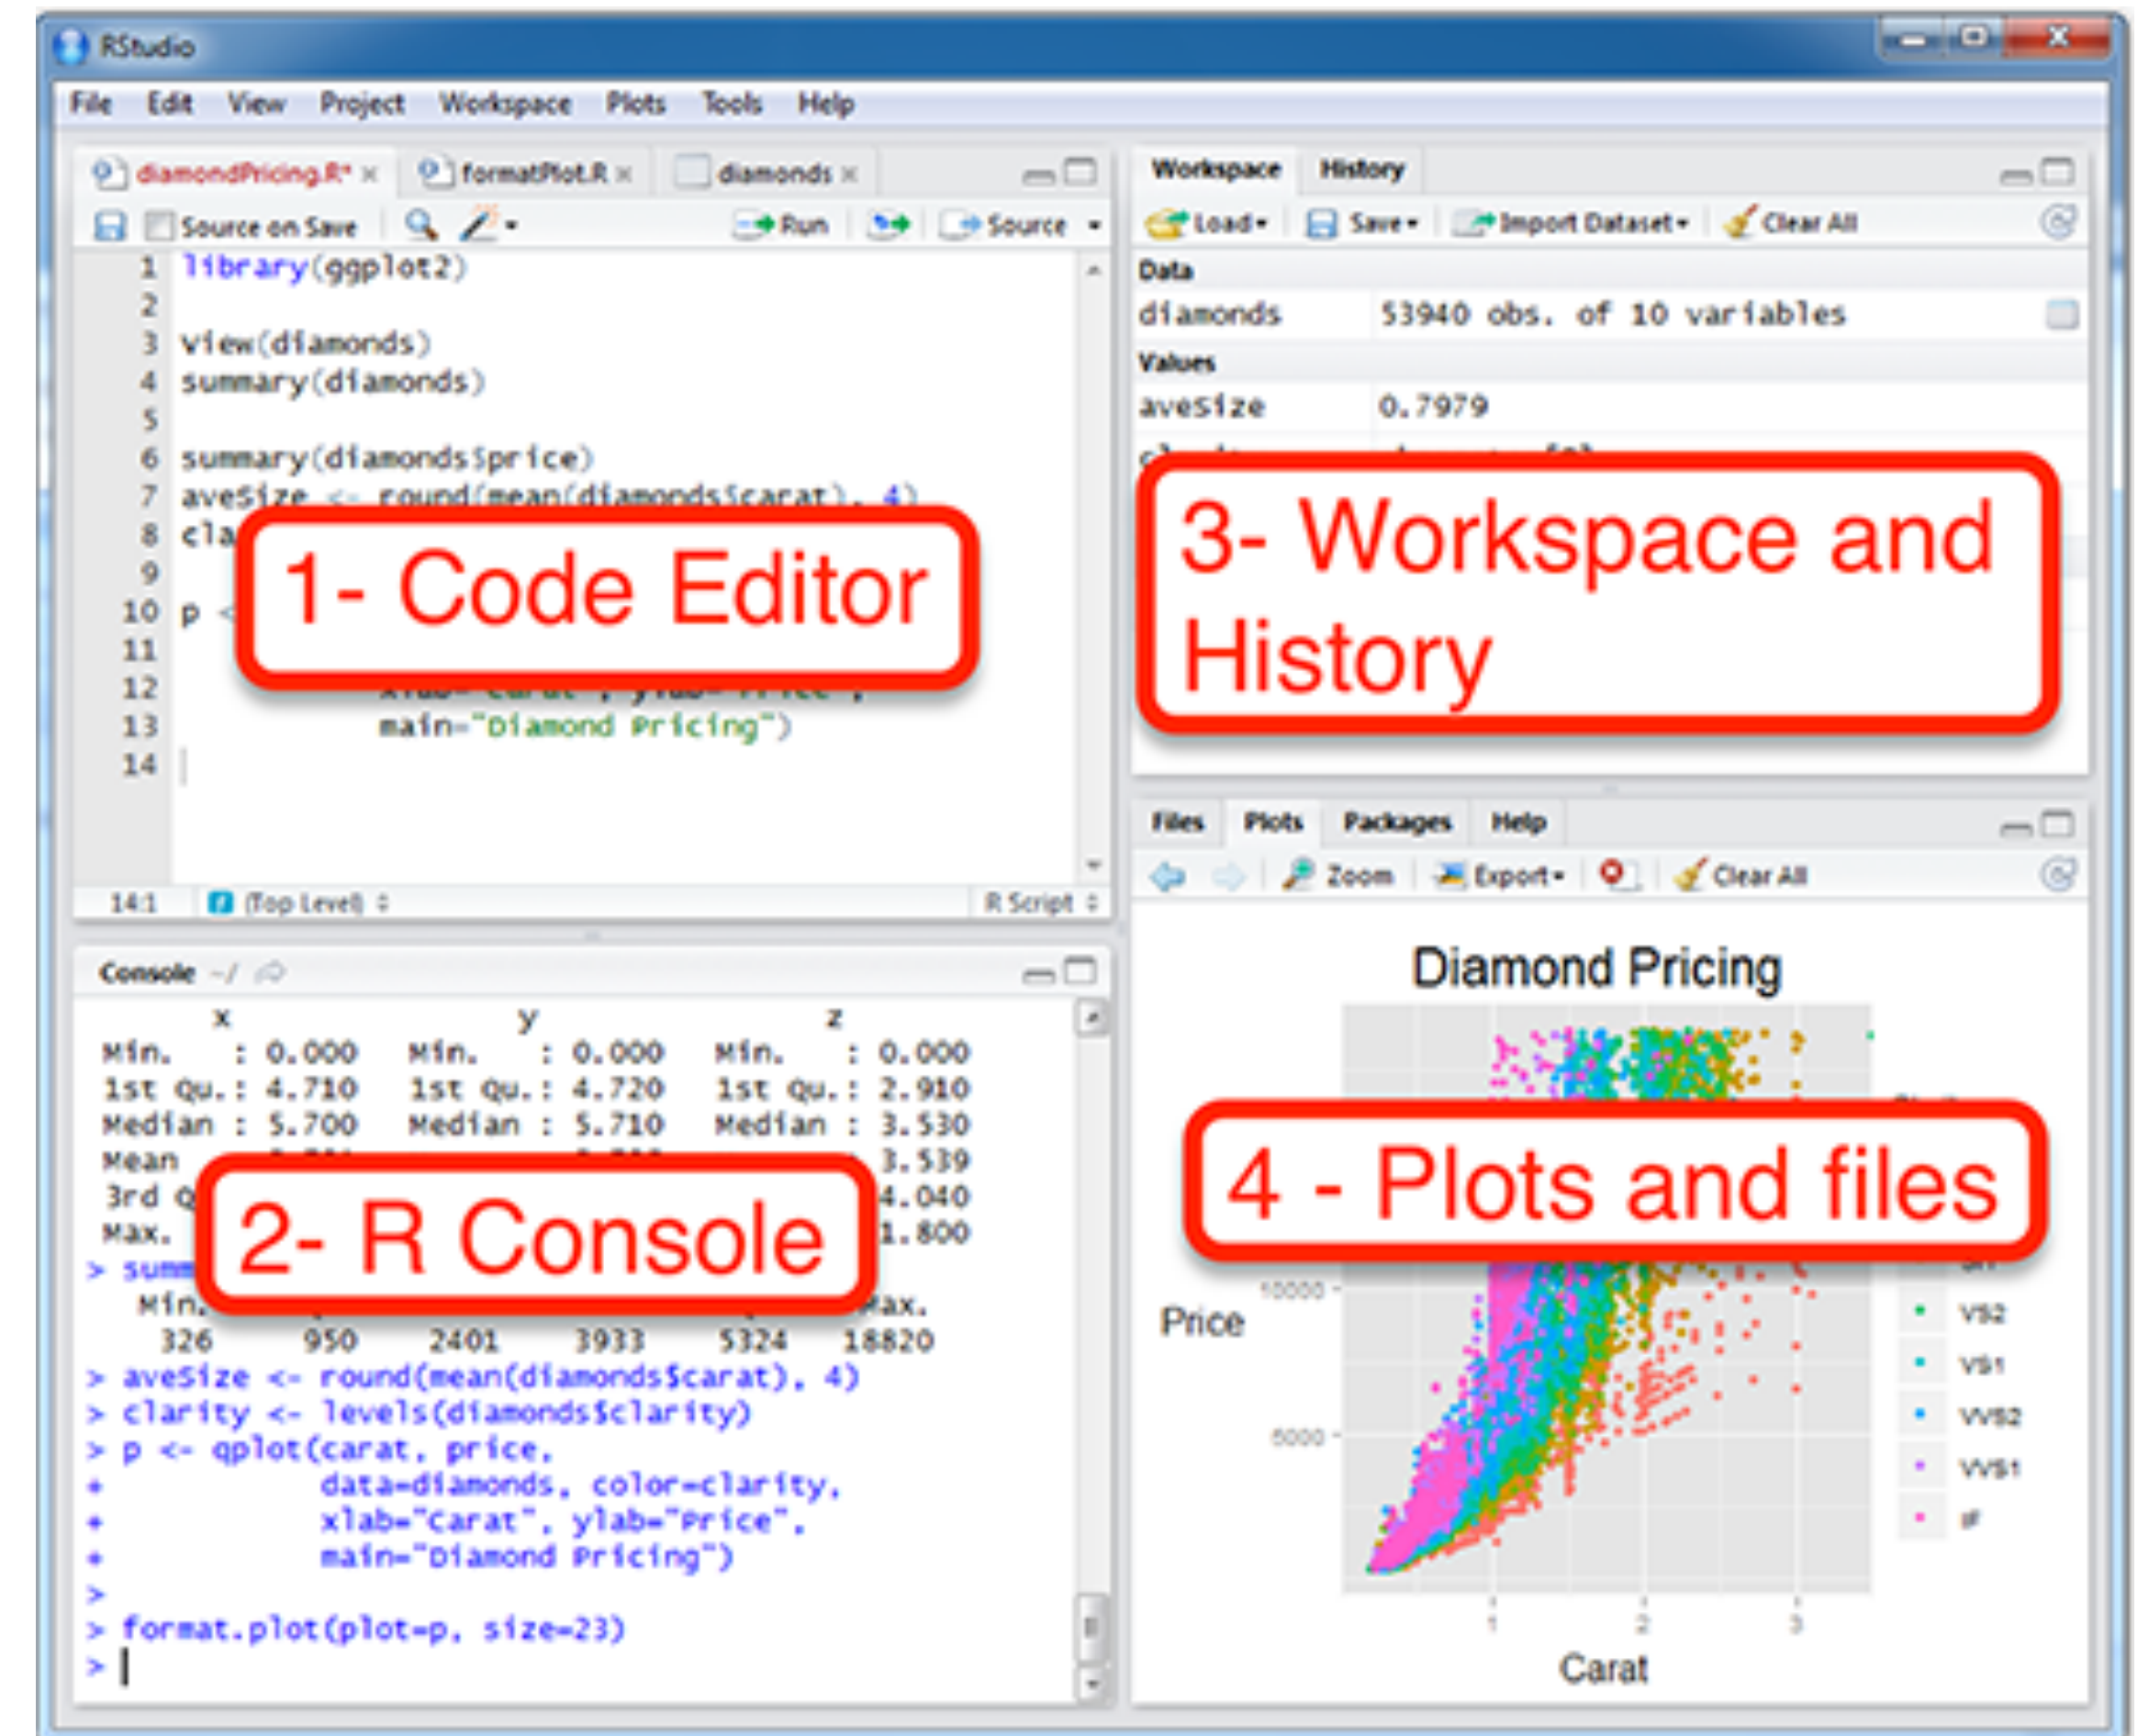 RStudio
File Edit View Project Workspace Plots Tools Help
diamondPricing.R* formatPlot.R diamonds
Source on Save Run Source
1 library(ggplot2)
2
3 View(diamonds)
4 summary(diamonds)
5
6 summary(diamonds$price)
7 aveSize <- round(mean(diamonds$carat), 4)
8 cla
9
10 p <
11
12 xlab="Carat", ylab="Price",
13 main="Diamond Pricing")
14
1- Code Editor
14:1 (Top Level) R Script
Console ~/
x y z
Min. : 0.000 Min. : 0.000 Min. : 0.000
1st Qu.: 4.710 1st Qu.: 4.720 1st Qu.: 2.910
Median : 5.700 Median : 5.710 Median : 3.530
Mean 3.539
3rd Q 4.040
Max. 1.800
2- R Console
> summ
Min. Max.
326 950 2401 3933 5324 18820
> aveSize <- round(mean(diamonds$carat), 4)
> clarity <- levels(diamonds$clarity)
> p <- qplot(carat, price,
+ data=diamonds, color=clarity,
+ xlab="Carat", ylab="Price",
+ main="Diamond Pricing")
>
> format.plot(plot=p, size=23)
>
Workspace History
Load Save Import Dataset Clear All
Data
diamonds 53940 obs. of 10 variables
Values
aveSize 0.7979
3- Workspace and
History
Files Plots Packages Help
Zoom Export Clear All
Diamond Pricing
4 - Plots and files
10000
Price
5000
1 2 3
Carat
VS2
VS1
VVS2
VVS1
IF